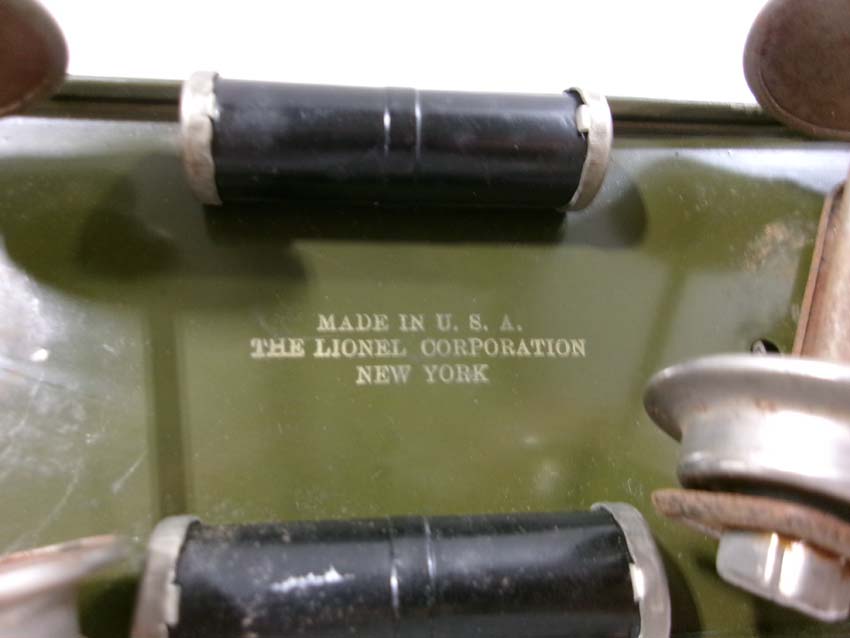 MADE IN U. S. A.
THE LIONEL CORPORATION
NEW YORK